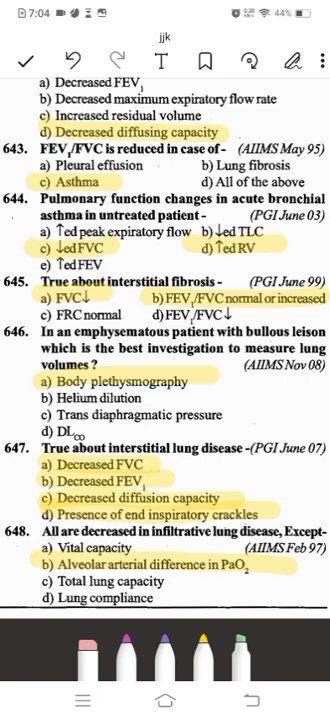 7:04
0.20 KB/S
44%
jjk
T
a) Decreased FEV₁
b) Decreased maximum expiratory flow rate
c) Increased residual volume
d) Decreased diffusing capacity
643. FEV₁/FVC is reduced in case of- (AIIMS May 95)
a) Pleural effusion b) Lung fibrosis
c) Asthma d) All of the above
644. Pulmonary function changes in acute bronchial
asthma in untreated patient - (PGI June 03)
a) ↑ed peak expiratory flow b) ↓ed TLC
c) ↓ed FVC d) ↑ed RV
e) ↑ed FEV
645. True about interstitial fibrosis - (PGI June 99)
a) FVC↓ b) FEV₁/FVC normal or increased
c) FRC normal d) FEV₁/FVC↓
646. In an emphysematous patient with bullous leison
which is the best investigation to measure lung
volumes ? (AIIMS Nov 08)
a) Body plethysmography
b) Helium dilution
c) Trans diaphragmatic pressure
d) DLCO
647. True about interstitial lung disease -(PGI June 07)
a) Decreased FVC
b) Decreased FEV₁
c) Decreased diffusion capacity
d) Presence of end inspiratory crackles
648. All are decreased in infiltrative lung disease, Except-
a) Vital capacity (AIIMS Feb 97)
b) Alveolar arterial difference in PaO₂
c) Total lung capacity
d) Lung compliance